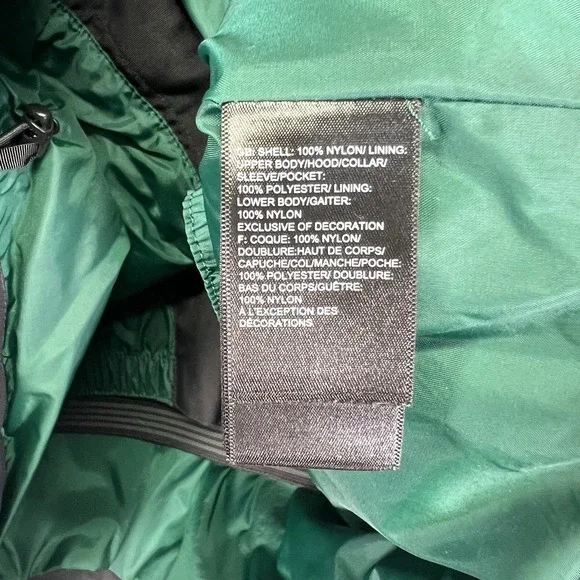 GB: SHELL: 100% NYLON/ LINING:
UPPER BODY/HOOD/COLLAR/
SLEEVE/POCKET:
100% POLYESTER/ LINING:
LOWER BODY/GAITER:
100% NYLON
EXCLUSIVE OF DECORATION
F: COQUE: 100% NYLON/
DOUBLURE:HAUT DE CORPS/
CAPUCHE/COL/MANCHE/POCHE:
100% POLYESTER/ DOUBLURE:
BAS DU CORPS/GUÊTRE:
100% NYLON
À L'EXCEPTION DES
DÉCORATIONS